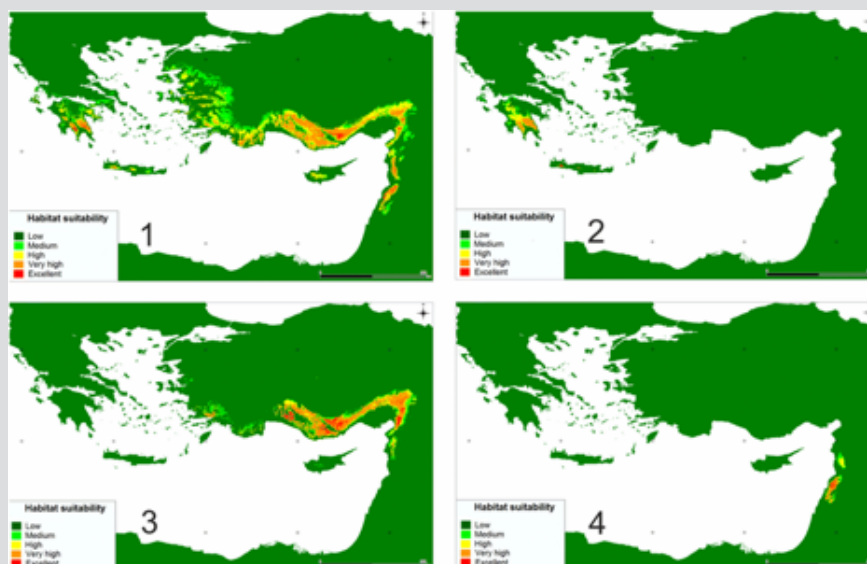 Habitat suitability
Low
Medium
High
Very high
Excellent
1
Habitat suitability
Low
Medium
High
Very high
Excellent
2
Habitat suitability
Low
Medium
High
Very high
Excellent
3
Habitat suitability
Low
Medium
High
Very high
Excellent
4